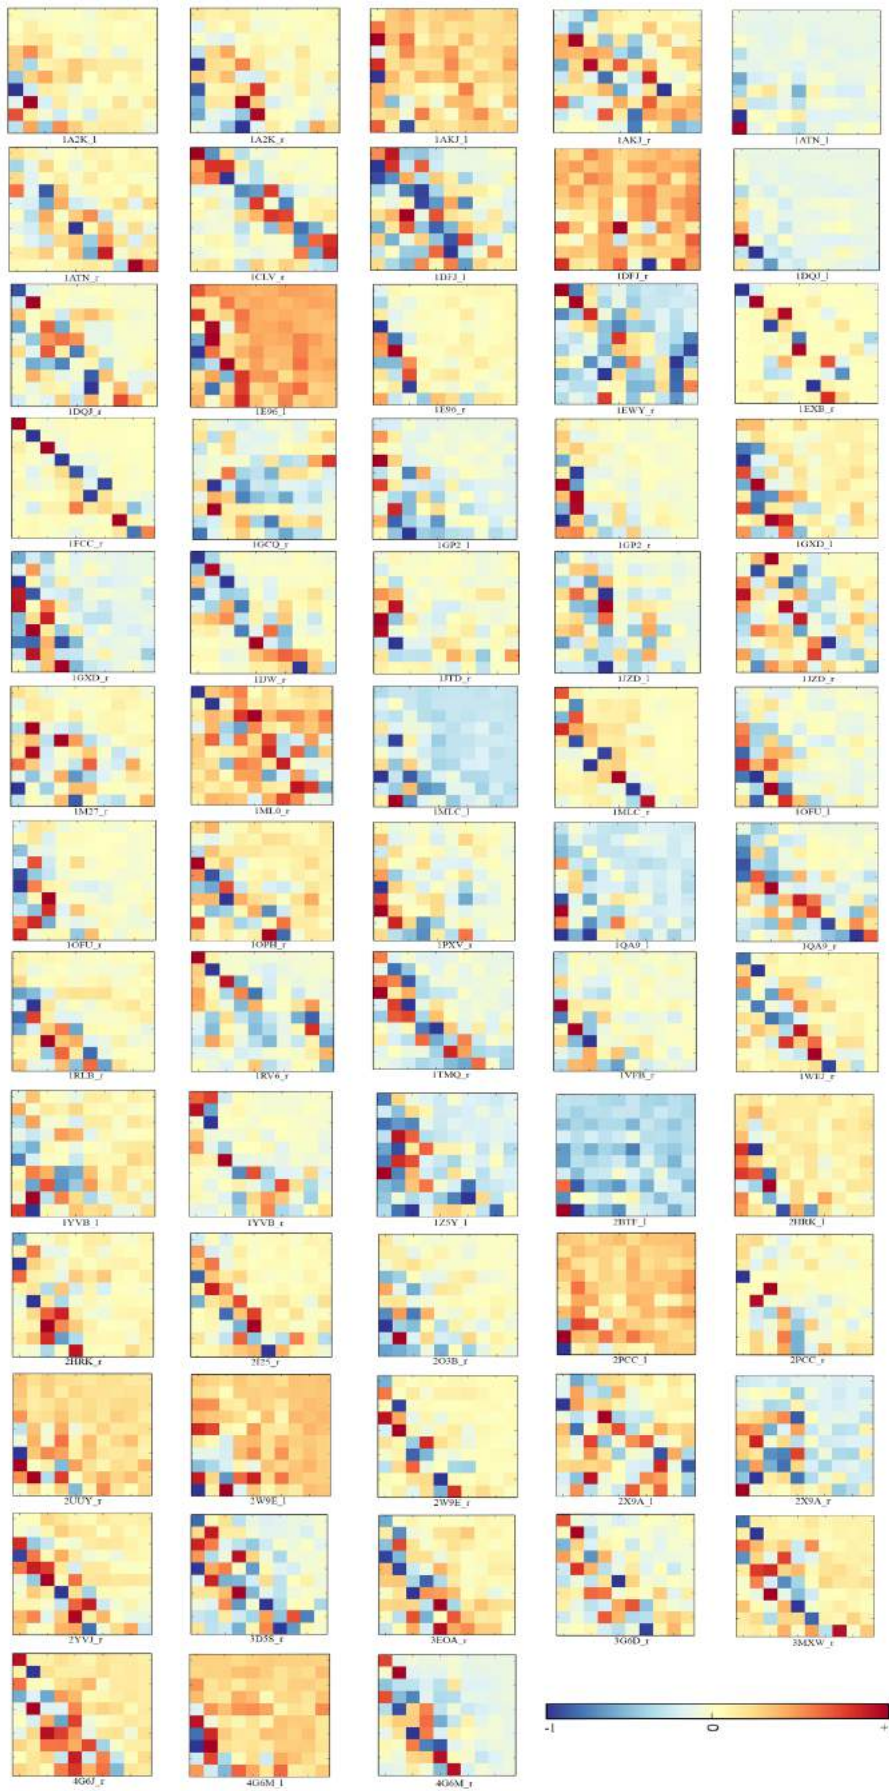 1A2K_l 1A2K_r 1AKJ_l 1AKJ_r 1ATN_l
1ATN_r 1CLV_r 1DFJ_l 1DFJ_r 1DQJ_l
1DQJ_r 1E96_l 1E96_r 1EWY_r 1EXB_r
1FCC_r 1GCQ_r 1GP2_l 1GP2_r 1GXD_l
1GXD_r 1IJW_r 1JTD_r 1JZD_l 1JZD_r
1M27_r 1ML0_r 1MLC_l 1MLC_r 1OFU_l
1OFU_r 1OPH_r 1PXV_r 1QA9_l 1QA9_r
1RLB_r 1RV6_r 1TMQ_r 1VFB_r 1WEJ_r
1YVB_l 1YVB_r 1Z5Y_l 2BTF_l 2HRK_l
2HRK_r 2I25_r 2O3B_r 2PCC_l 2PCC_r
2UUY_r 2W9E_l 2W9E_r 2X9A_l 2X9A_r
2YVJ_r 3D5S_r 3EOA_r 3G6D_r 3MXW_r
4G6J_r 4G6M_l 4G6M_r
-1 0 +